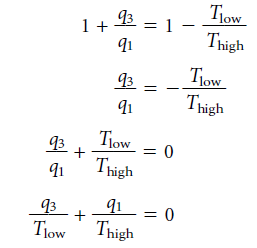 1 + q₃/q₁ = 1 − T_low/T_high
q₃/q₁ = −T_low/T_high
q₃/q₁ + T_low/T_high = 0
q₃/T_low + q₁/T_high = 0